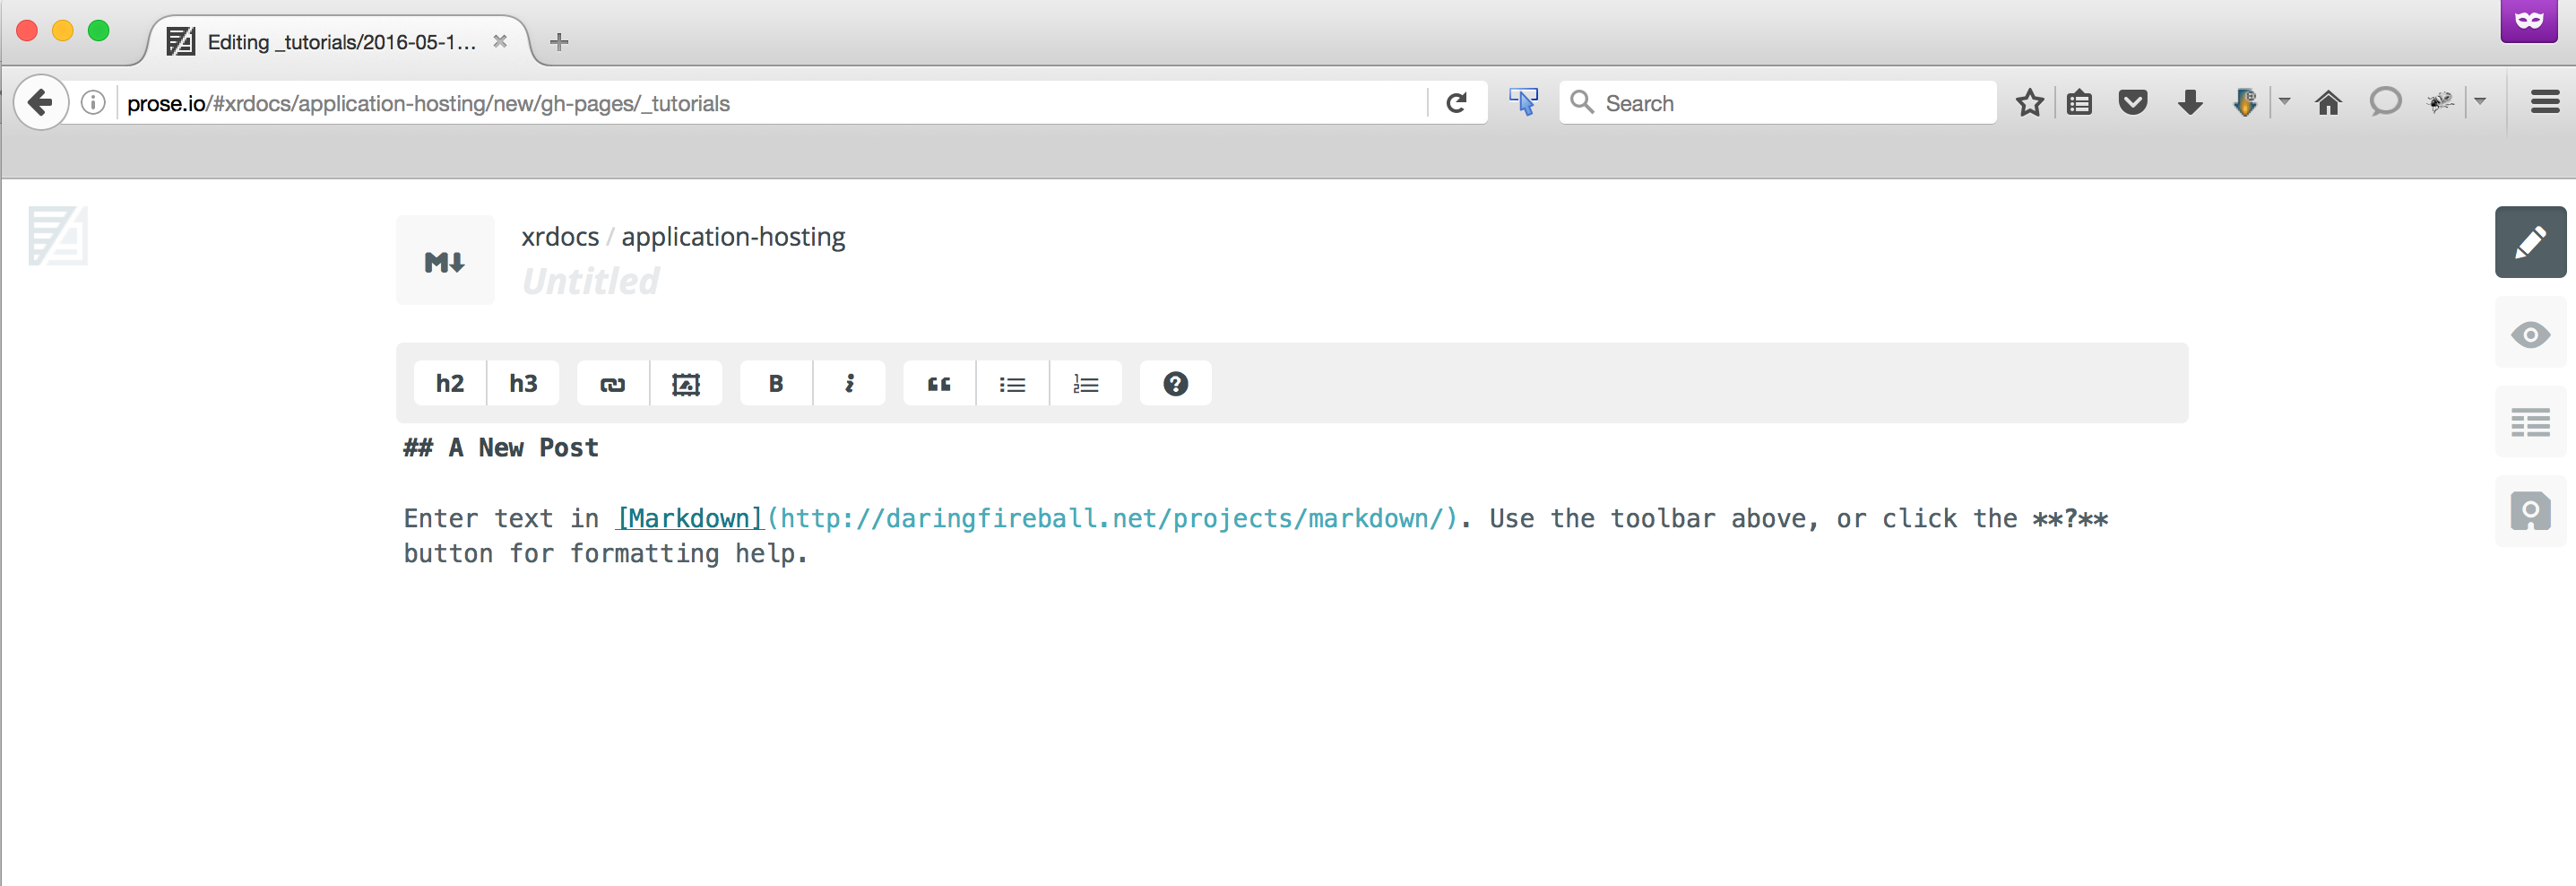 Editing _tutorials/2016-05-1...
prose.io/#xrdocs/application-hosting/new/gh-pages/_tutorials
Search
xrdocs / application-hosting
M
Untitled
h2 h3 B i ?
## A New Post
Enter text in [Markdown](http://daringfireball.net/projects/markdown/). Use the toolbar above, or click the **?**
button for formatting help.